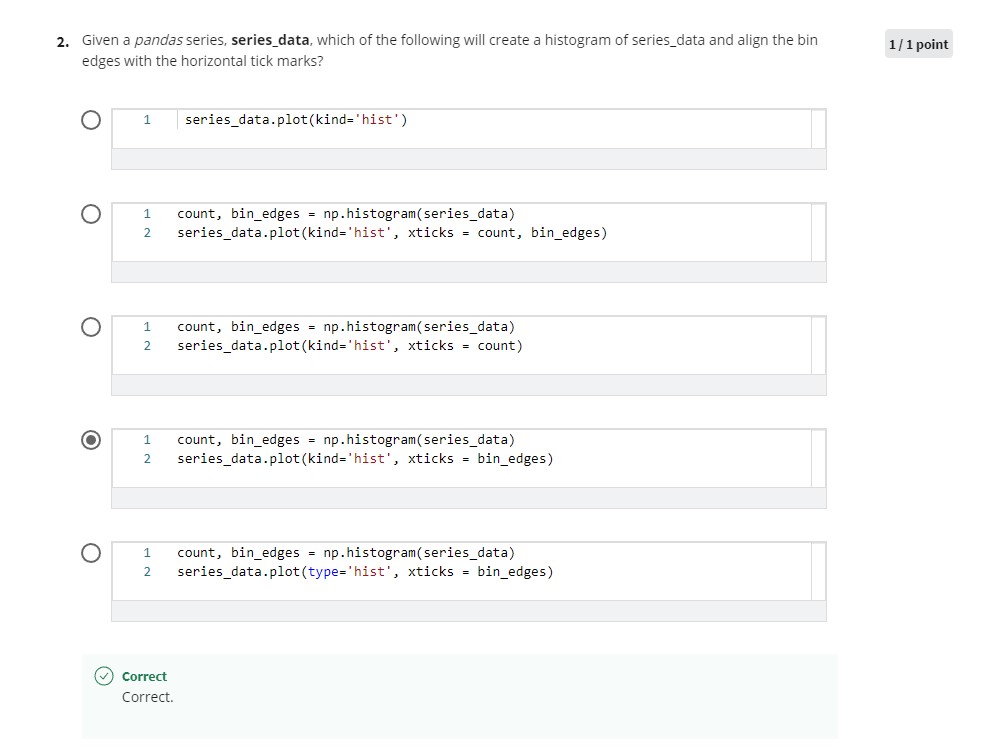 2. Given a pandas series, series_data, which of the following will create a histogram of series_data and align the bin
edges with the horizontal tick marks?
1 / 1 point
1 series_data.plot(kind='hist')
1 count, bin_edges = np.histogram(series_data)
2 series_data.plot(kind='hist', xticks = count, bin_edges)
1 count, bin_edges = np.histogram(series_data)
2 series_data.plot(kind='hist', xticks = count)
1 count, bin_edges = np.histogram(series_data)
2 series_data.plot(kind='hist', xticks = bin_edges)
1 count, bin_edges = np.histogram(series_data)
2 series_data.plot(type='hist', xticks = bin_edges)
Correct
Correct.